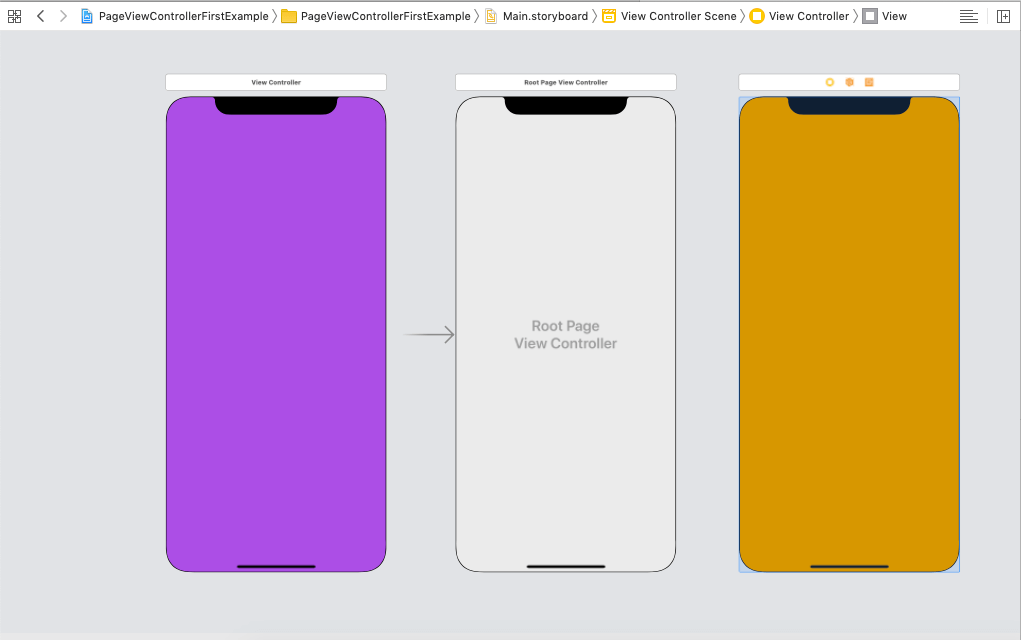 PageViewControllerFirstExample PageViewControllerFirstExample Main.storyboard View Controller Scene View Controller View
View Controller
Root Page View Controller
Root Page
View Controller